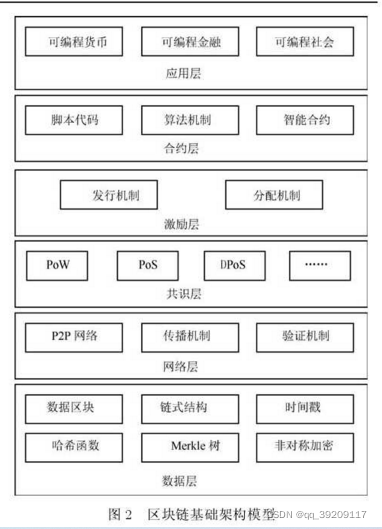 可编程货币 可编程金融 可编程社会
应用层
脚本代码 算法机制 智能合约
合约层
发行机制 分配机制
激励层
PoW PoS DPoS ……
共识层
P2P 网络 传播机制 验证机制
网络层
数据区块 链式结构 时间戳
哈希函数 Merkle 树 非对称加密
数据层
图 2 区块链基础架构模型
CSDN @qq_39209117